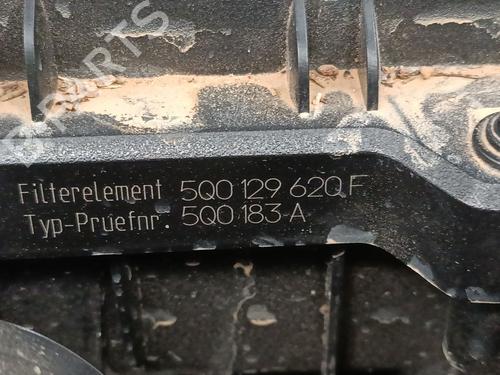 Filterelement 5Q0 129 620 F
Typ-Pruefnr. 5Q0 183 A